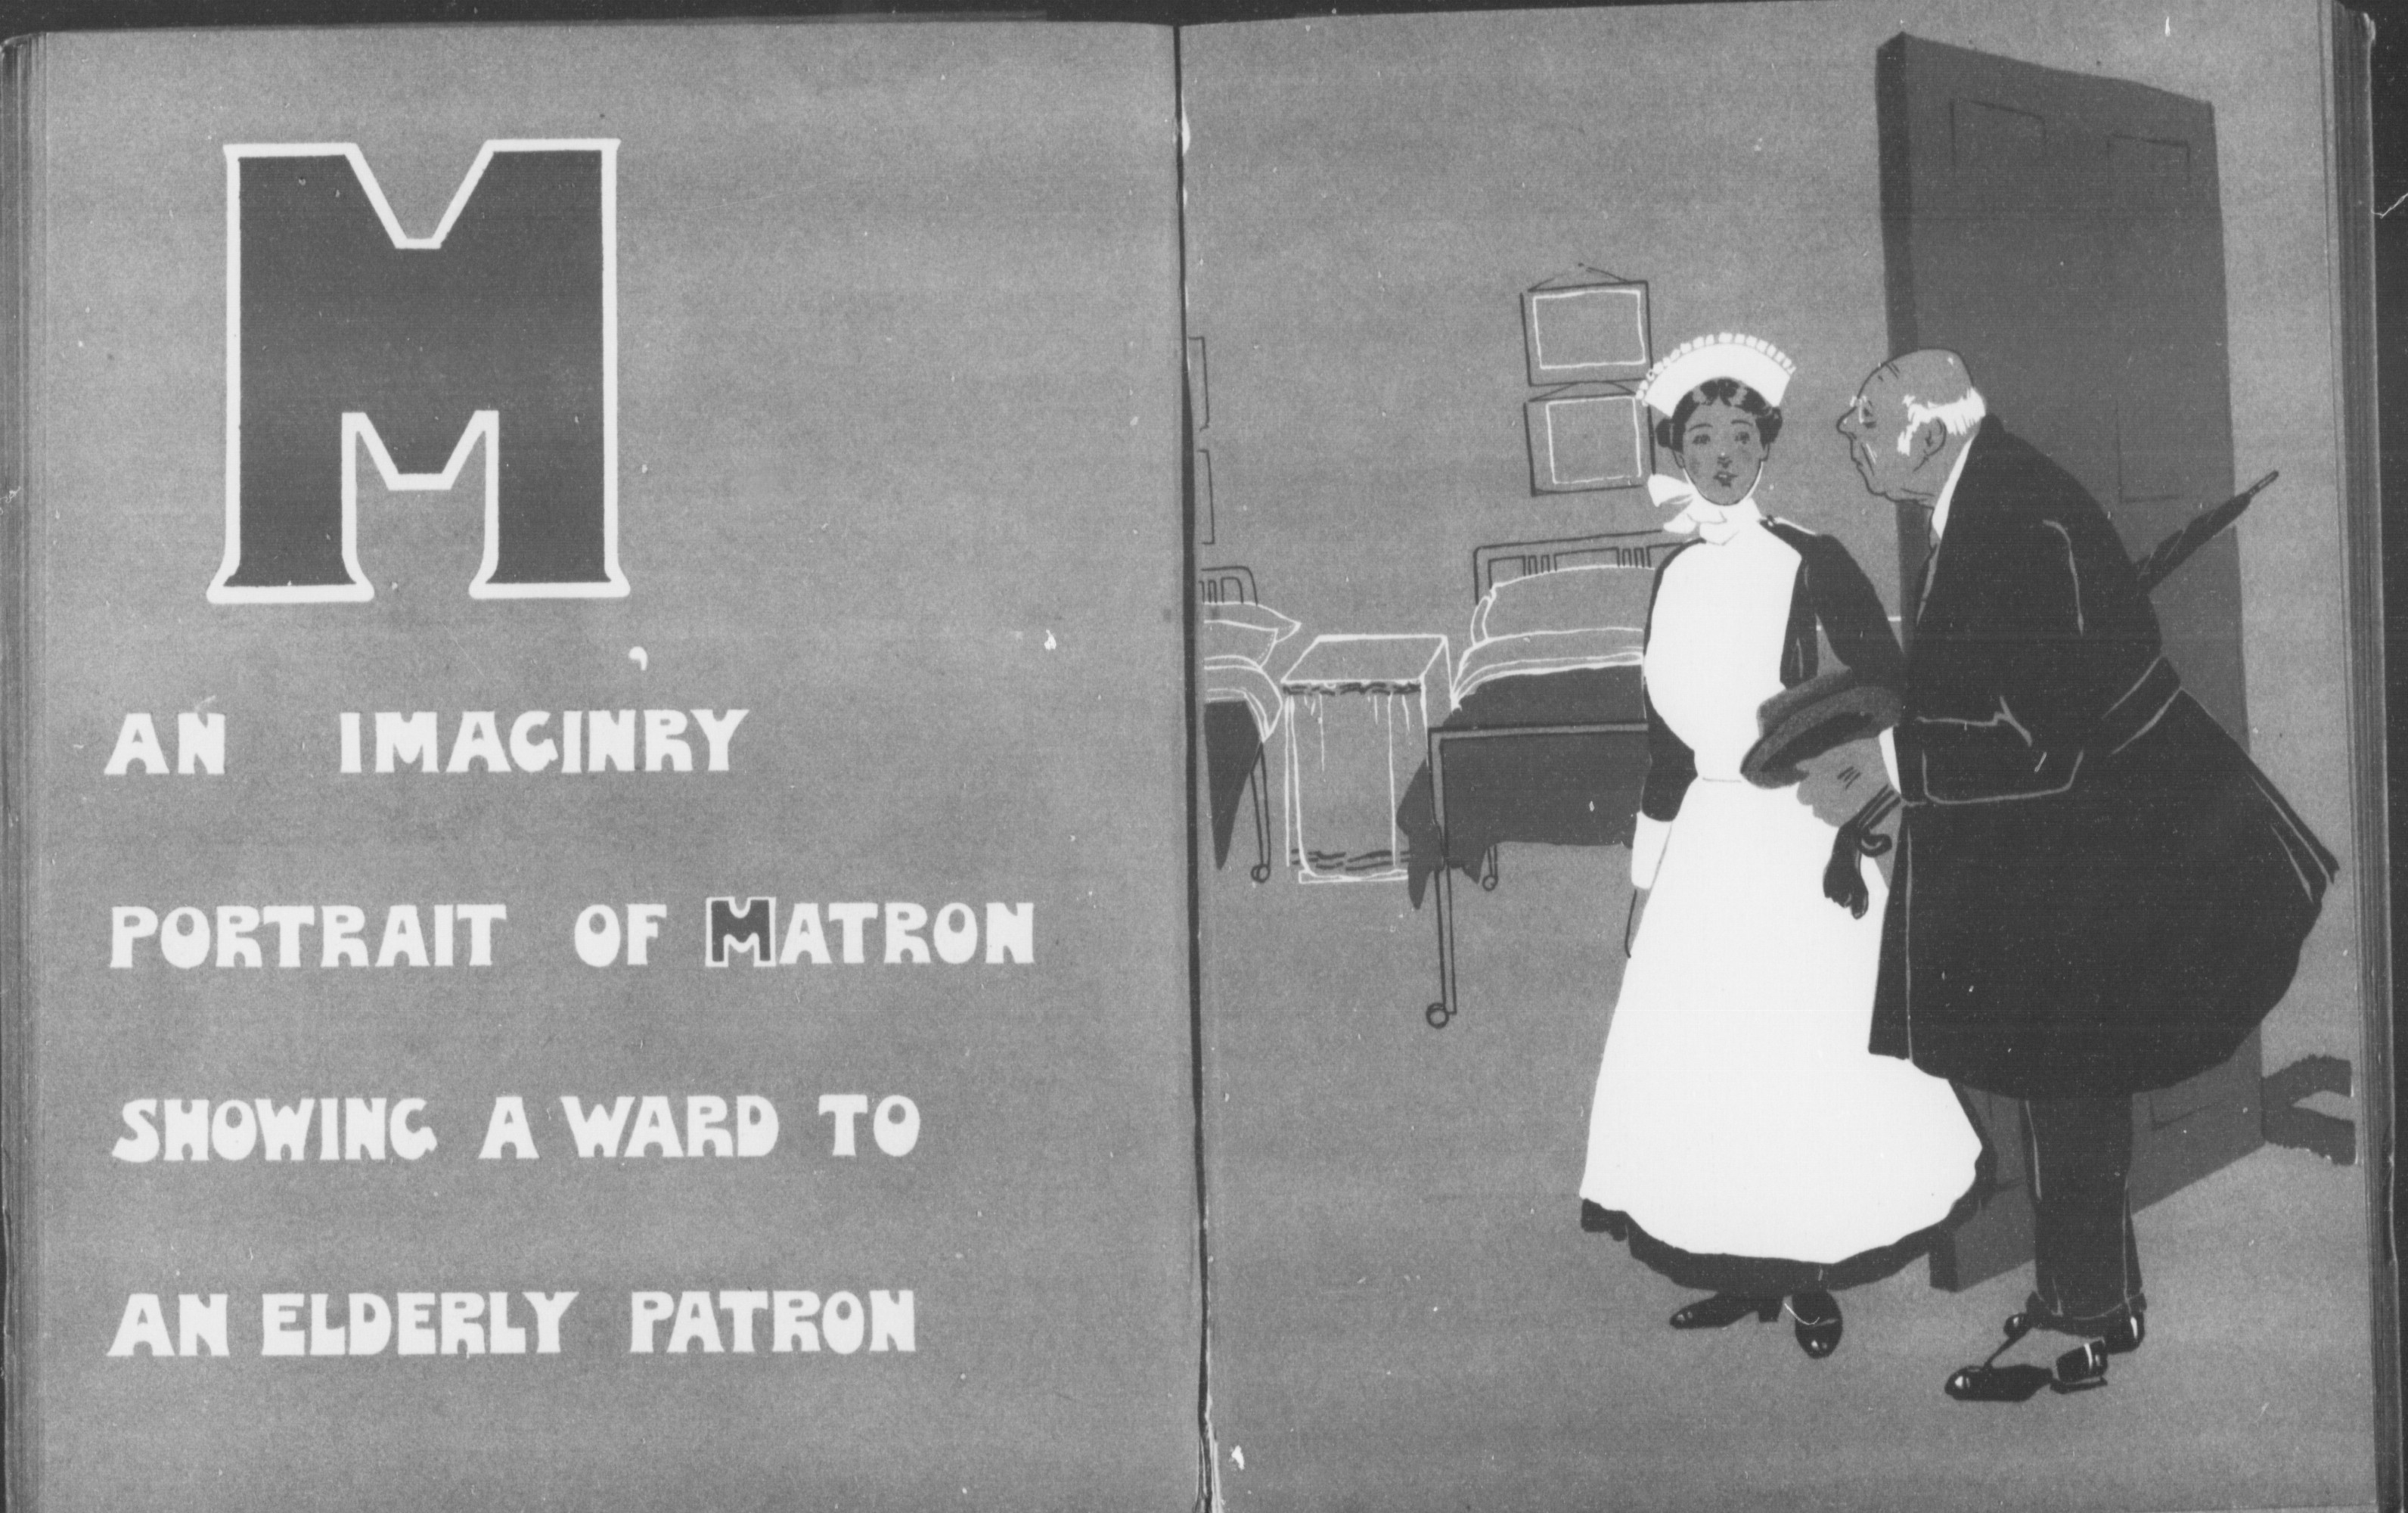 M
AN IMAGINRY
PORTRAIT OF MATRON
SHOWING A WARD TO
AN ELDERLY PATRON